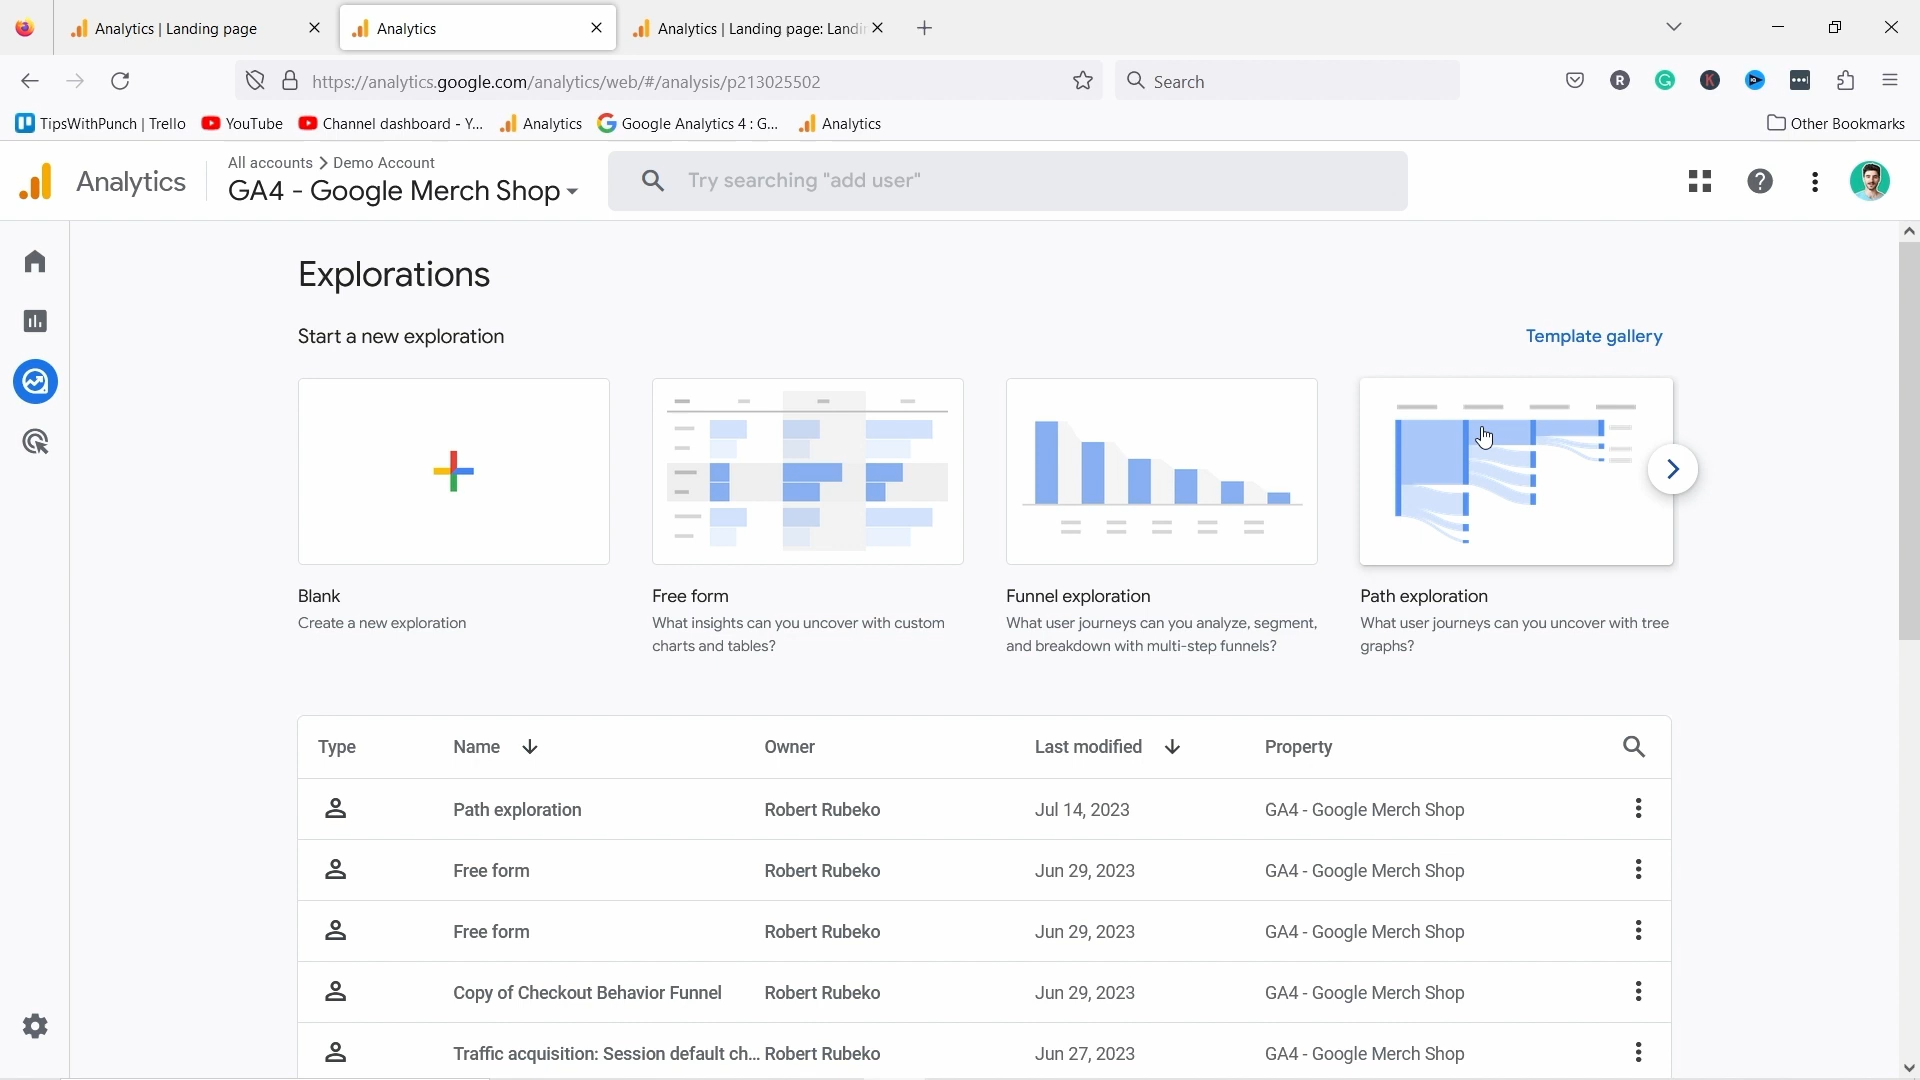 Analytics | Landing page
Analytics
Analytics | Landing page: Landi
https://analytics.google.com/analytics/web/#/analysis/p213025502
Search
TipsWithPunch | Trello
YouTube
Channel dashboard - Y...
Analytics
Google Analytics 4 : G...
Analytics
Other Bookmarks
Analytics
All accounts > Demo Account
GA4 - Google Merch Shop
Try searching "add user"
Explorations
Start a new exploration
Template gallery
Blank
Create a new exploration
Free form
What insights can you uncover with custom
charts and tables?
Funnel exploration
What user journeys can you analyze, segment,
and breakdown with multi-step funnels?
Path exploration
What user journeys can you uncover with tree
graphs?
Type Name Owner Last modified Property
Path exploration Robert Rubeko Jul 14, 2023 GA4 - Google Merch Shop
Free form Robert Rubeko Jun 29, 2023 GA4 - Google Merch Shop
Free form Robert Rubeko Jun 29, 2023 GA4 - Google Merch Shop
Copy of Checkout Behavior Funnel Robert Rubeko Jun 29, 2023 GA4 - Google Merch Shop
Traffic acquisition: Session default ch... Robert Rubeko Jun 27, 2023 GA4 - Google Merch Shop